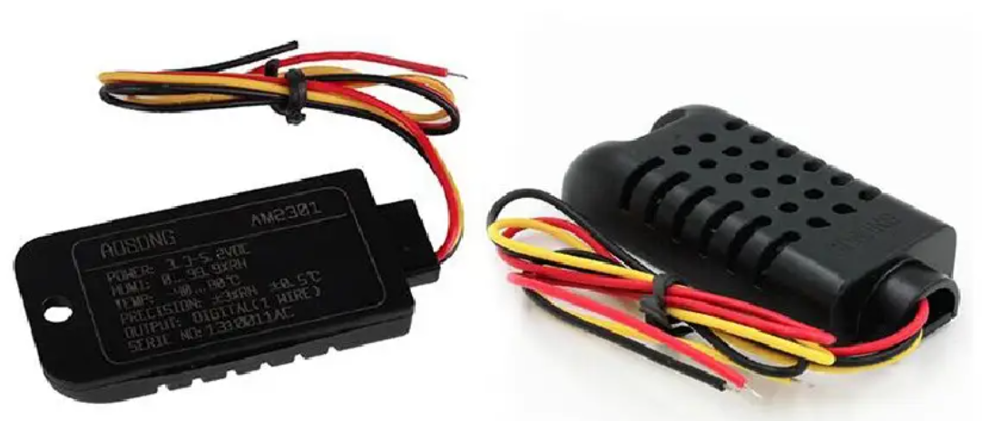 AM2301
AOSONG
POWER: 3.3-5.2VDC
HUMI: 0 - 99.9%RH
TEMP: -40 - 80℃
PRECISION: ±3%RH ±0.5℃
OUTPUT: DIGITAL(1 WIRE)
SERIE NO: